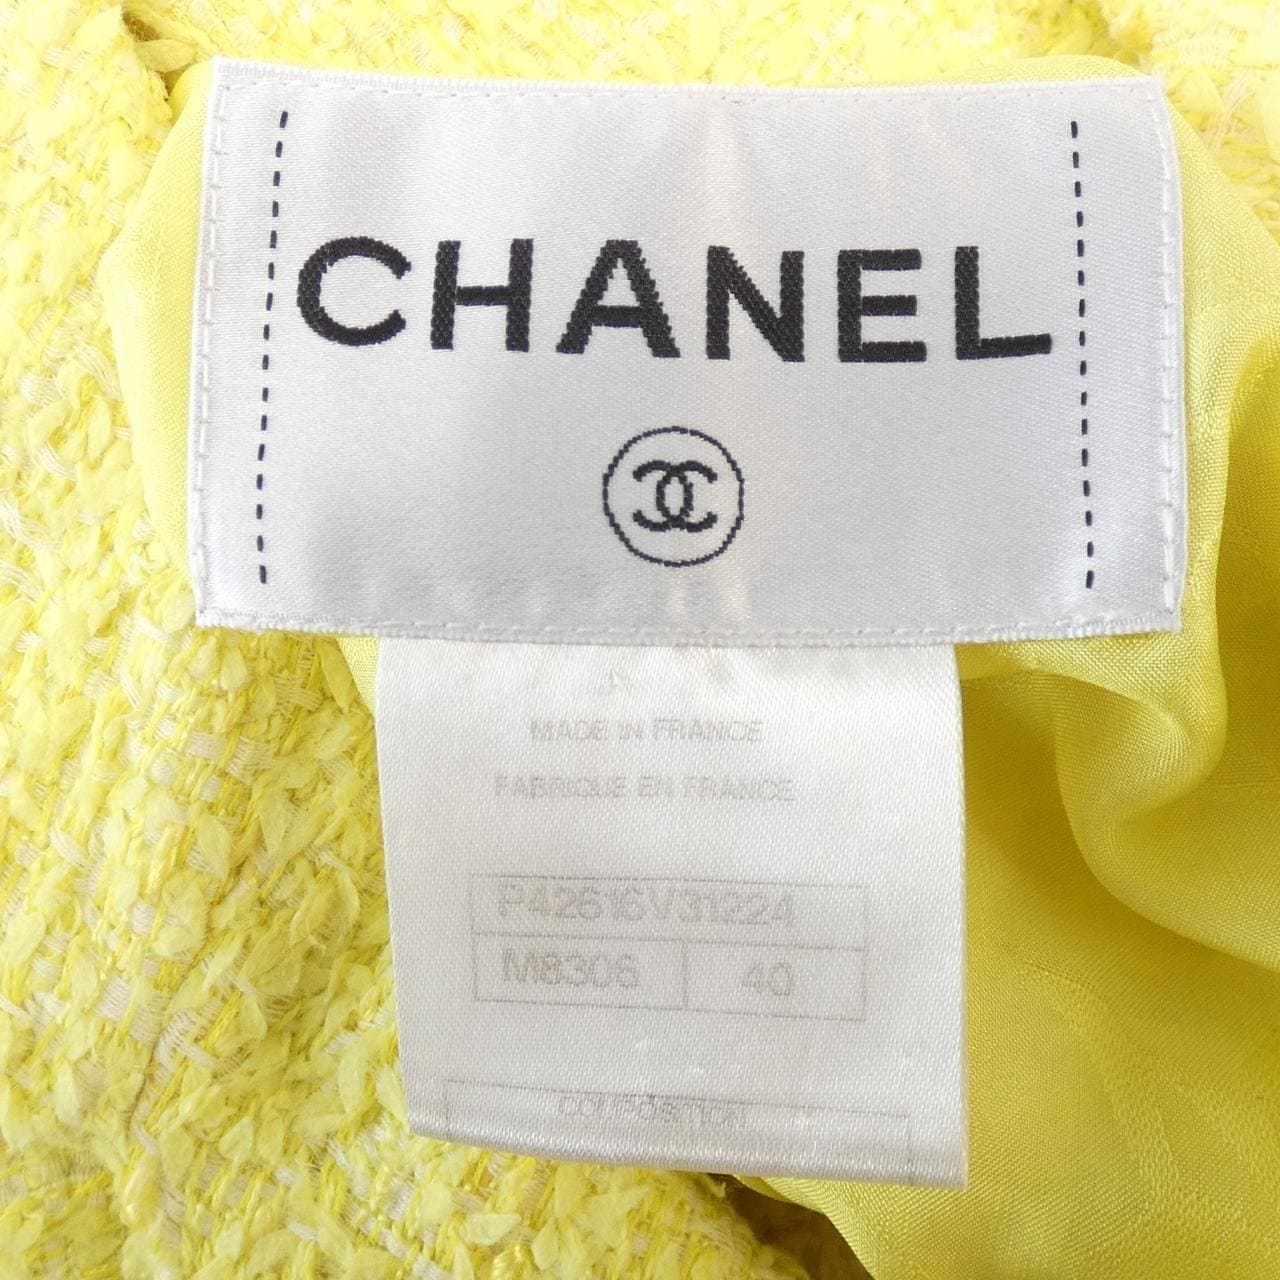 CHANEL
MADE IN FRANCE
FABRIQUE EN FRANCE
P42616V31224
M8306 40
COMPOSITION